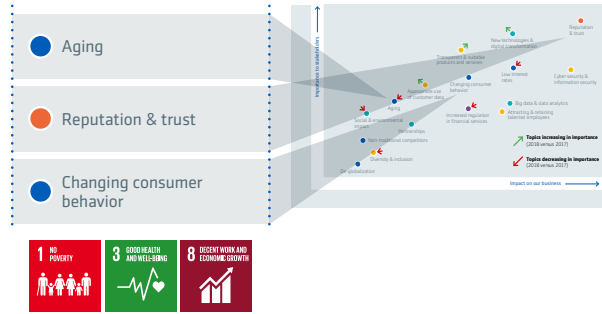 Aging
Reputation & trust
Changing consumer
behavior
1 NO
POVERTY
3 GOOD HEALTH
AND WELL-BEING
8 DECENT WORK AND
ECONOMIC GROWTH
Importance to stakeholders
Reputation
& trust
New technologies &
digital transformation
Transparent & suitable
products and services
Low interest
rates
Cyber security &
information security
Changing consumer
behavior
Appropriate use
of customer data
Aging
Big data & data analytics
Increased regulation
in financial services
Attracting & retaining
talented employees
Social & environmental
impact
Partnerships
Non-traditional competitors
Diversity & inclusion
De-globalization
Topics increasing in importance
(2018 versus 2017)
Topics decreasing in importance
(2018 versus 2017)
Impact on our business